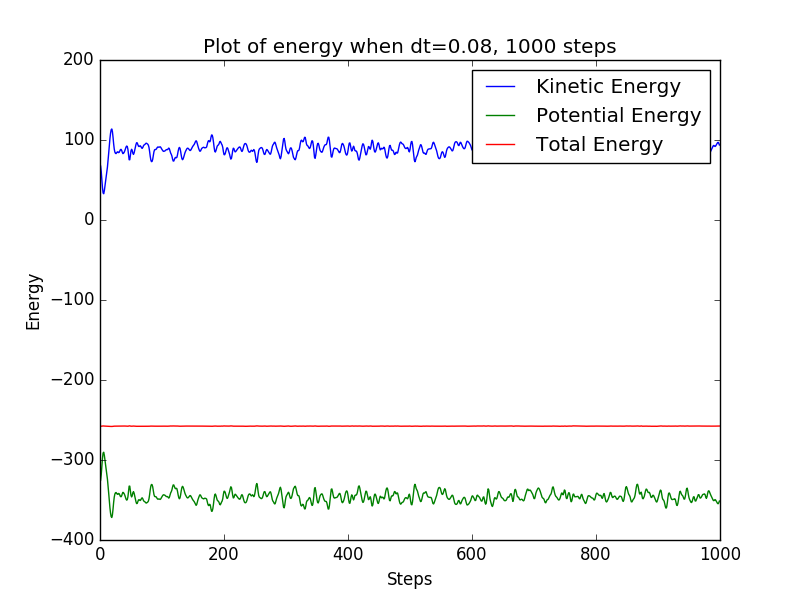 Plot of energy when dt=0.08, 1000 steps
200
100
0
−100
−200
−300
−400
Energy
Kinetic Energy
Potential Energy
Total Energy
0
200
400
600
800
1000
Steps